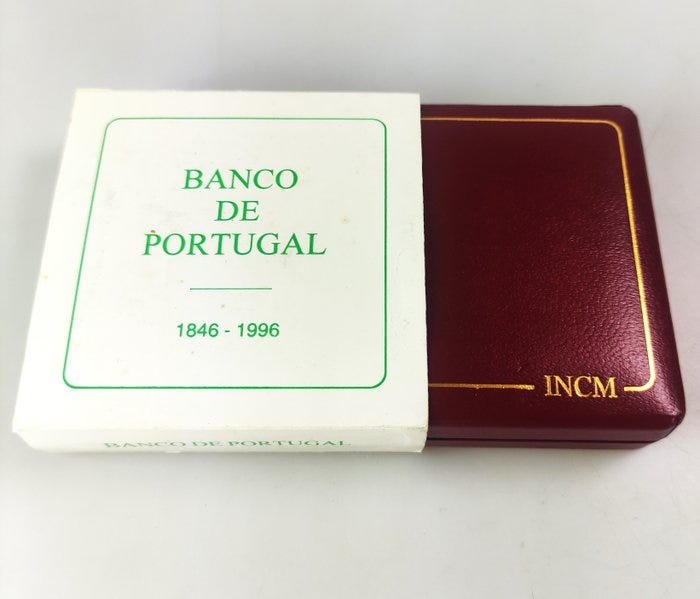 BANCO
DE
PORTUGAL
1846 - 1996
BANCO DE PORTUGAL
INCM